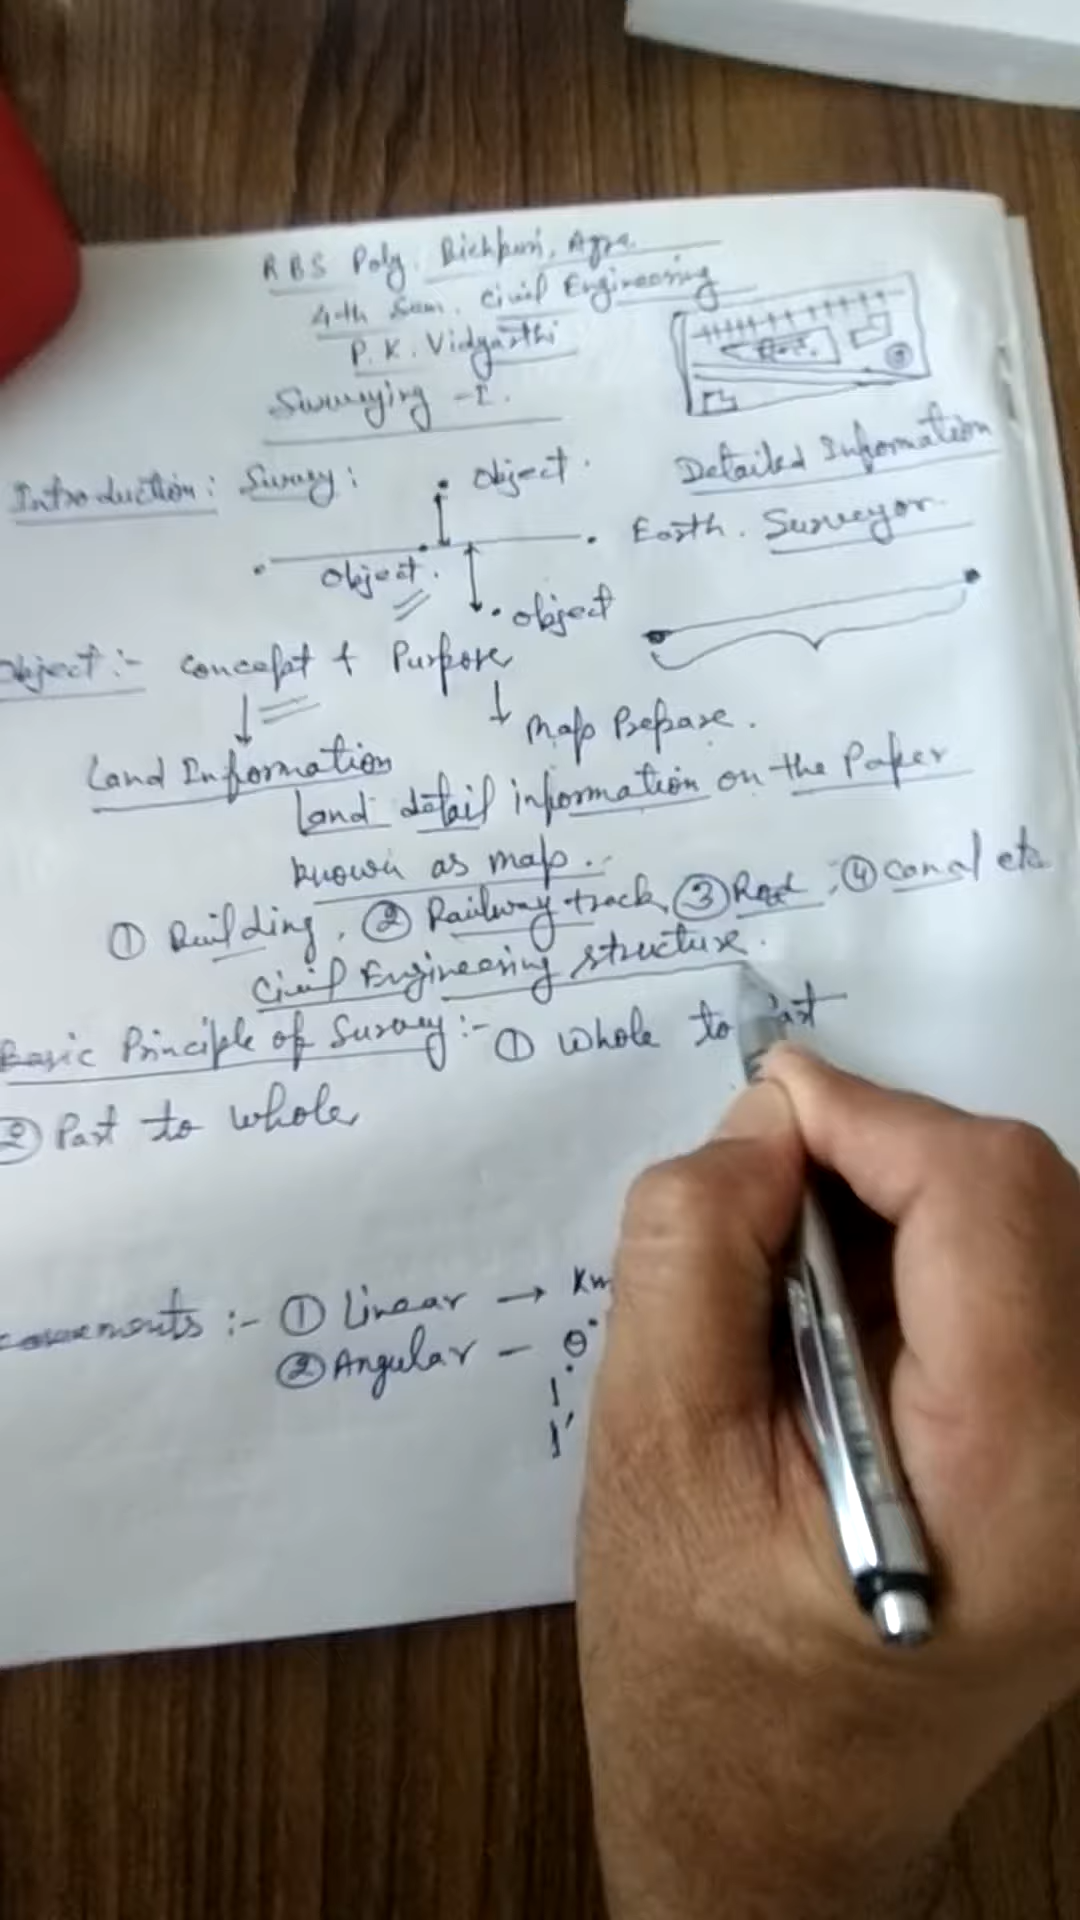 RBS Poly. Bichpuri, Agra
4th Sem. Civil Engineering
P. K. Vidyarthi
Surveying -I.
Introduction: Survey: Object.
Detailed Information
Earth. Surveyor.
Object.
Object
Object :- Concept + Purpose
Map Prepare.
Land Information
Land detail information on the Paper
known as map.
① Building, ② Railway track, ③ Road, ④ Canal etc
Civil Engineering structure.
Basic Principle of Survey :- ① Whole to Part
② Part to whole
:- ① Linear → Km
② Angular - θ°
1°
1'